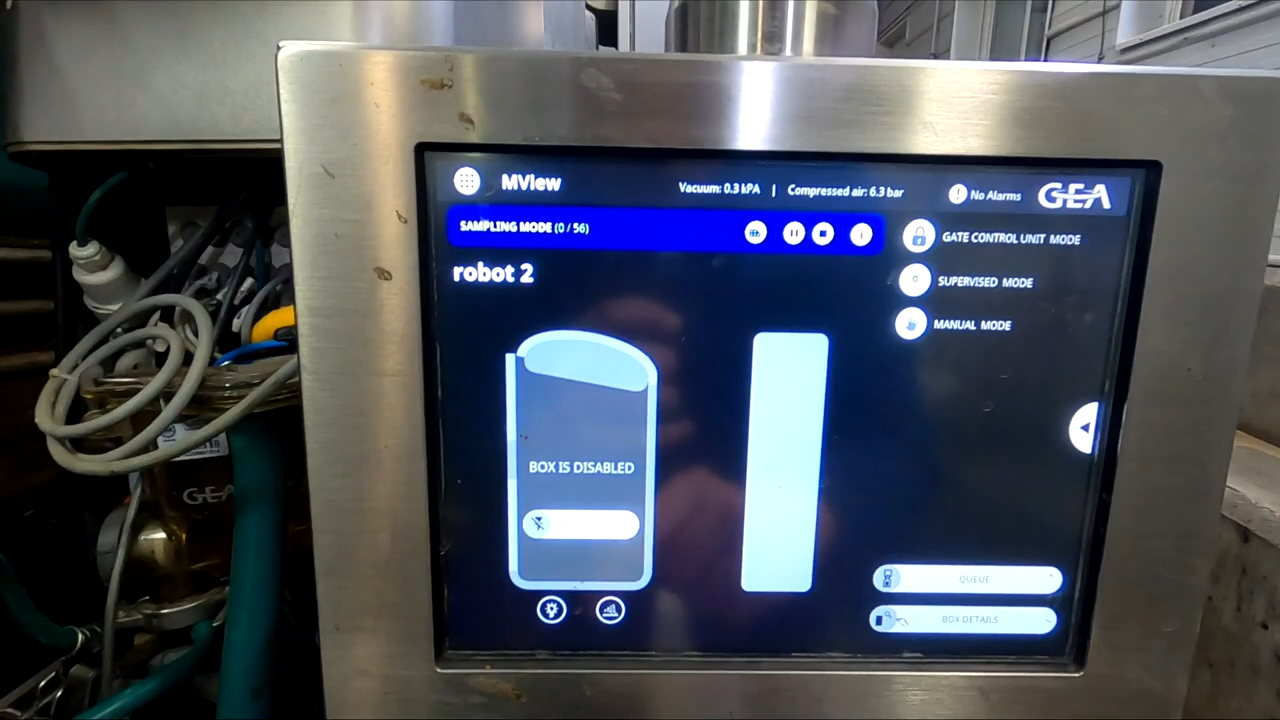 MView
Vacuum: 0.3 kPA | Compressed air: 6.3 bar
No Alarms
GEA
SAMPLING MODE (0 / 56)
GATE CONTROL UNIT MODE
robot 2
SUPERVISED MODE
MANUAL MODE
BOX IS DISABLED
QUEUE
BOX DETAILS
GEA